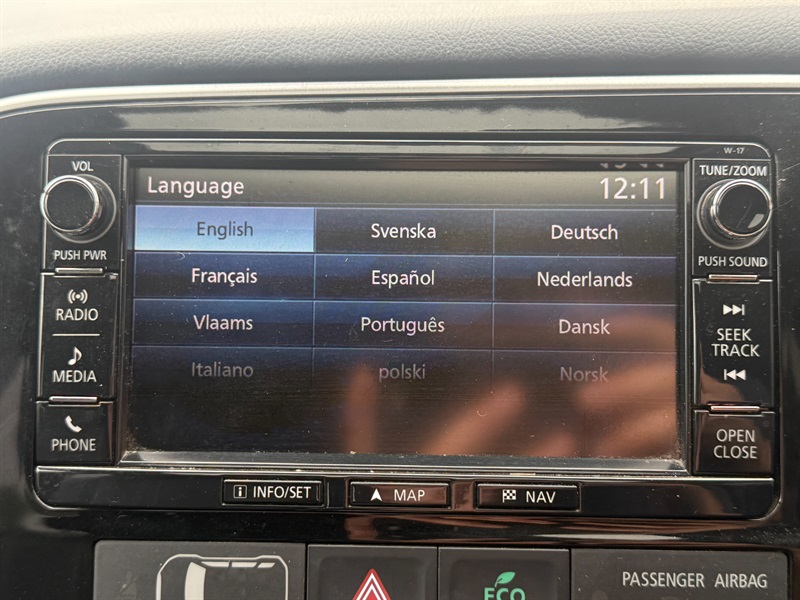 W-17
VOL
TUNE/ZOOM
Language
12:11
English Svenska Deutsch
PUSH PWR
PUSH SOUND
Français Español Nederlands
RADIO
Vlaams Português Dansk
SEEK
TRACK
MEDIA
Italiano polski Norsk
PHONE
OPEN
CLOSE
i INFO/SET
MAP
NAV
PASSENGER AIRBAG
ECO